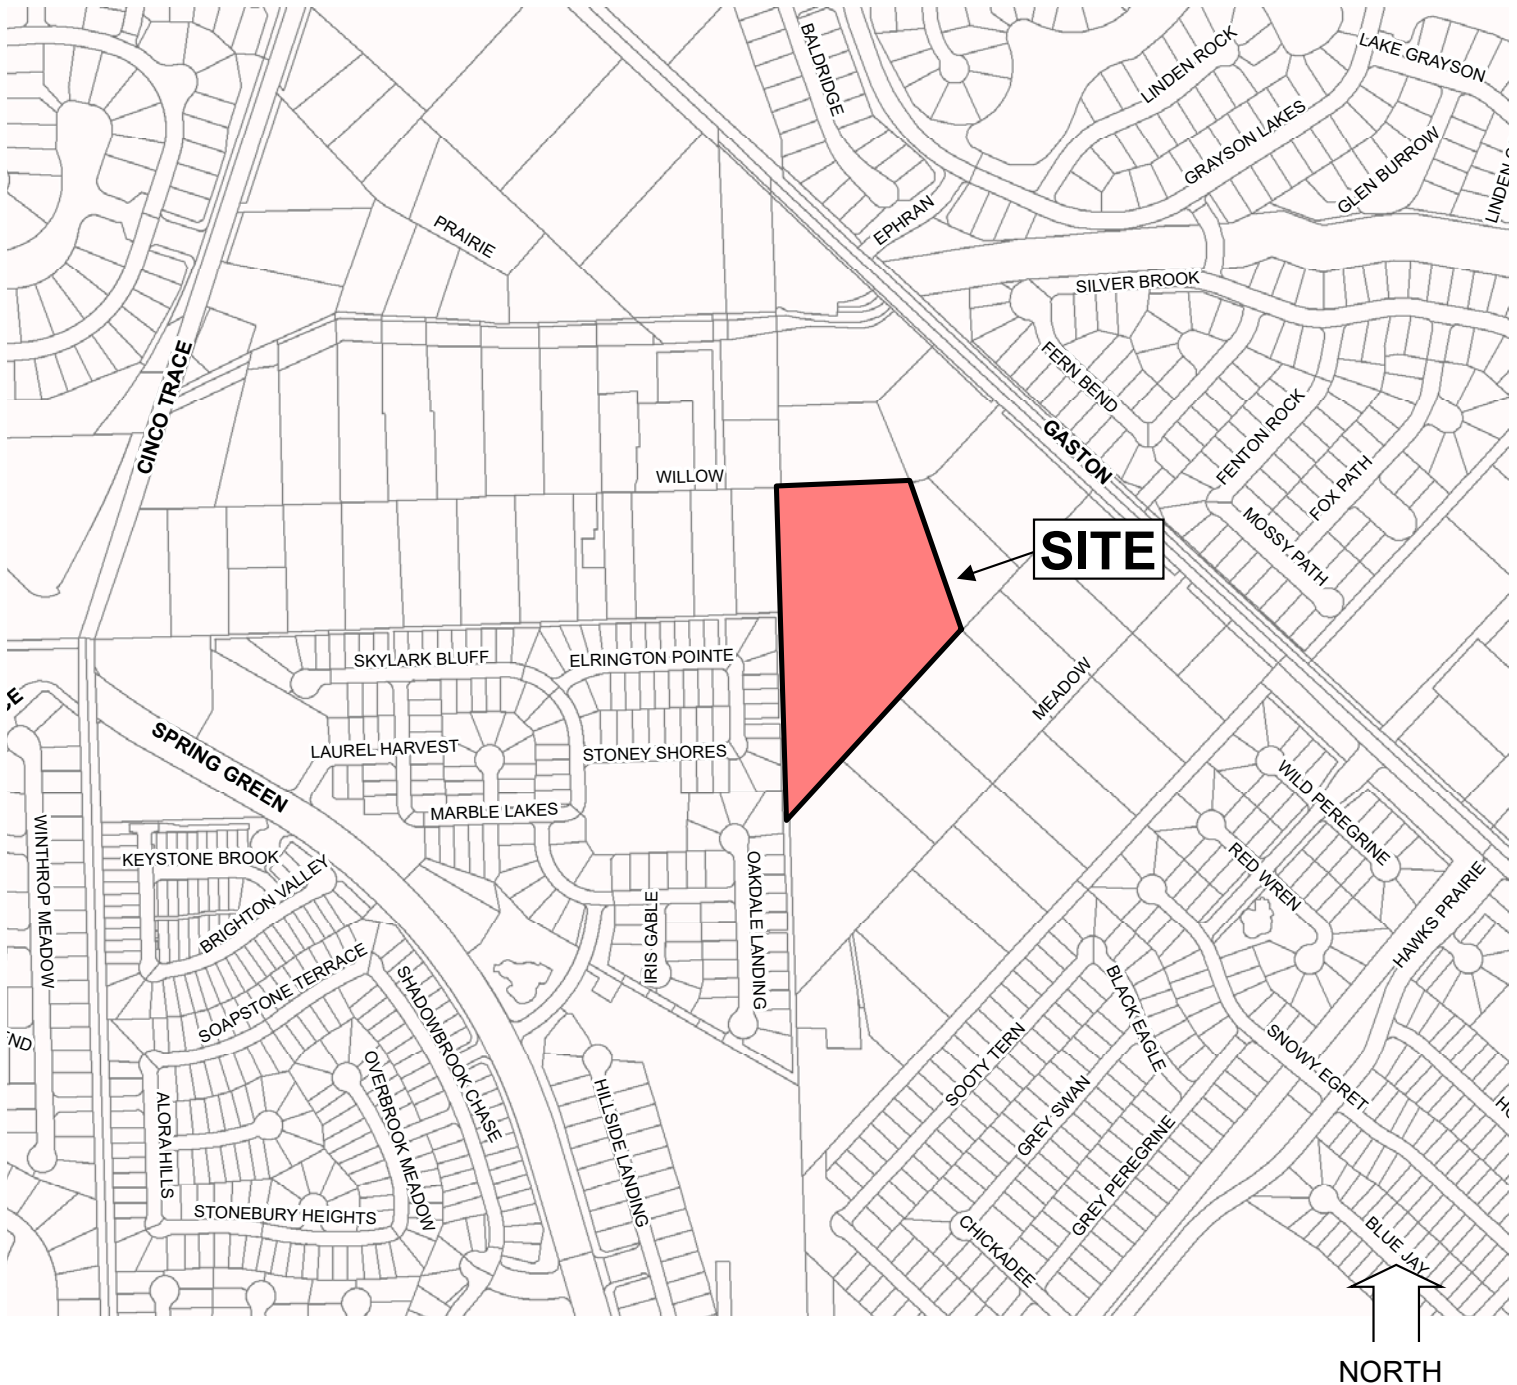 BALDRIDGE
LINDEN ROCK
LAKE GRAYSON
GRAYSON LAKES
GLEN BURROW
EPHRAN
PRAIRIE
SILVER BROOK
CINCO TRACE
FERN BEND
GASTON
FENTON ROCK
FOX PATH
WILLOW
MOSSY PATH
SITE
SKYLARK BLUFF
ELRINGTON POINTE
MEADOW
SPRING GREEN
LAUREL HARVEST
STONEY SHORES
MARBLE LAKES
WILD PEREGRINE
WINTHROP MEADOW
KEYSTONE BROOK
BRIGHTON VALLEY
OAKDALE LANDING
RED WREN
HAWKS PRAIRIE
IRIS GABLE
SOAPSTONE TERRACE
SHADOWBROOK CHASE
BLACK EAGLE
SOOTY TERN
SNOWY EGRET
OVERBROOK MEADOW
HILLSIDE LANDING
GREY SWAN
ALORA HILLS
GREY PEREGRINE
STONEBURY HEIGHTS
CHICKADEE
BLUE JAY
NORTH